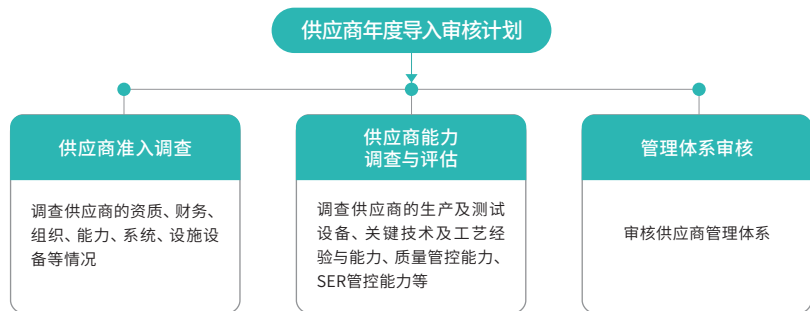 供应商年度导入审核计划
供应商准入调查
调查供应商的资质、财务、
组织、能力、系统、设施设
备等情况
供应商能力
调查与评估
调查供应商的生产及测试
设备、关键技术及工艺经
验与能力、质量管控能力、
SER管控能力等
管理体系审核
审核供应商管理体系